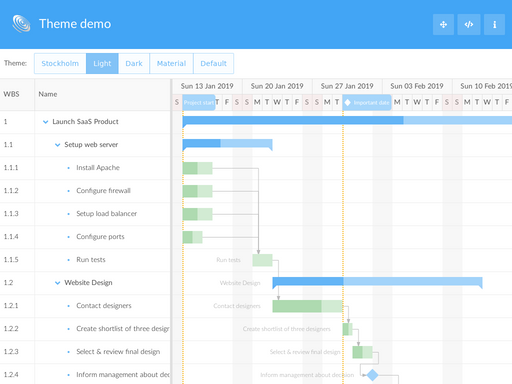 Theme demo
Theme: Stockholm Light Dark Material Default
WBS Name
Sun 13 Jan 2019 Sun 20 Jan 2019 Sun 27 Jan 2019 Sun 03 Feb 2019 Sun 10 Feb 2019
S Project start T F S S M T W T F S S M T W T F S S Important date M T W T F S S M T W T F
1 Launch SaaS Product
1.1 Setup web server
1.1.1 Install Apache
1.1.2 Configure firewall
1.1.3 Setup load balancer
1.1.4 Configure ports
1.1.5 Run tests Run tests
1.2 Website Design Website Design
1.2.1 Contact designers Contact designers
1.2.2 Create shortlist of three desigr Create shortlist of three designers
1.2.3 Select & review final design Select & review final design
1.2.4 Inform management about dec Inform management about decision